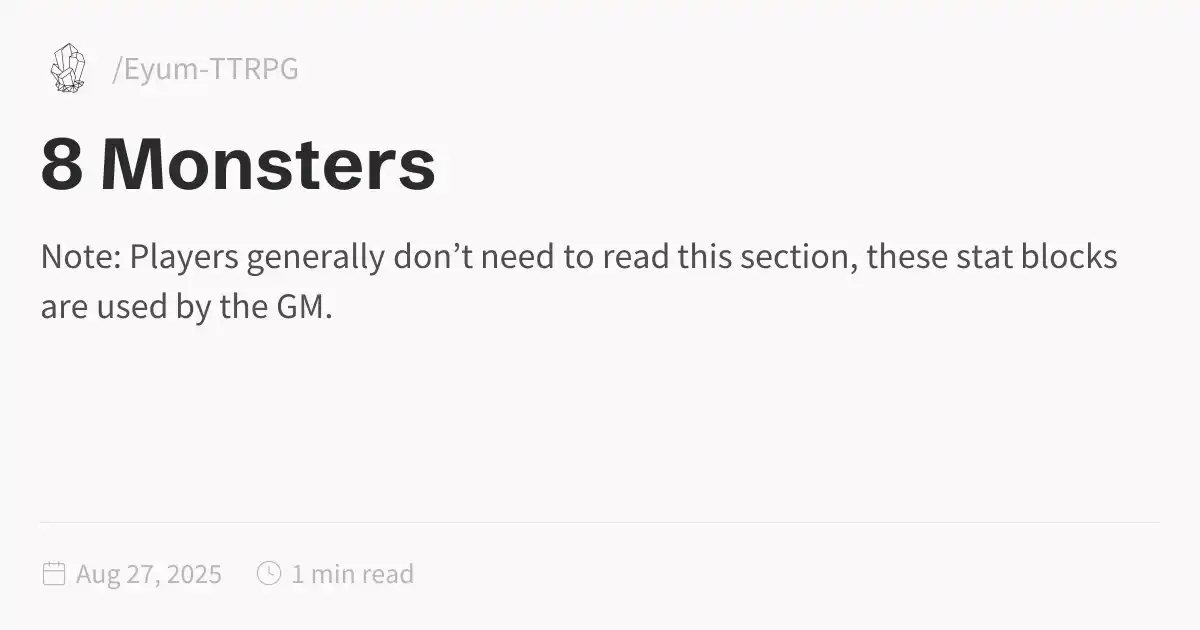 /Eyum-TTRPG
8 Monsters
Note: Players generally don’t need to read this section, these stat blocks
are used by the GM.
Aug 27, 2025 1 min read